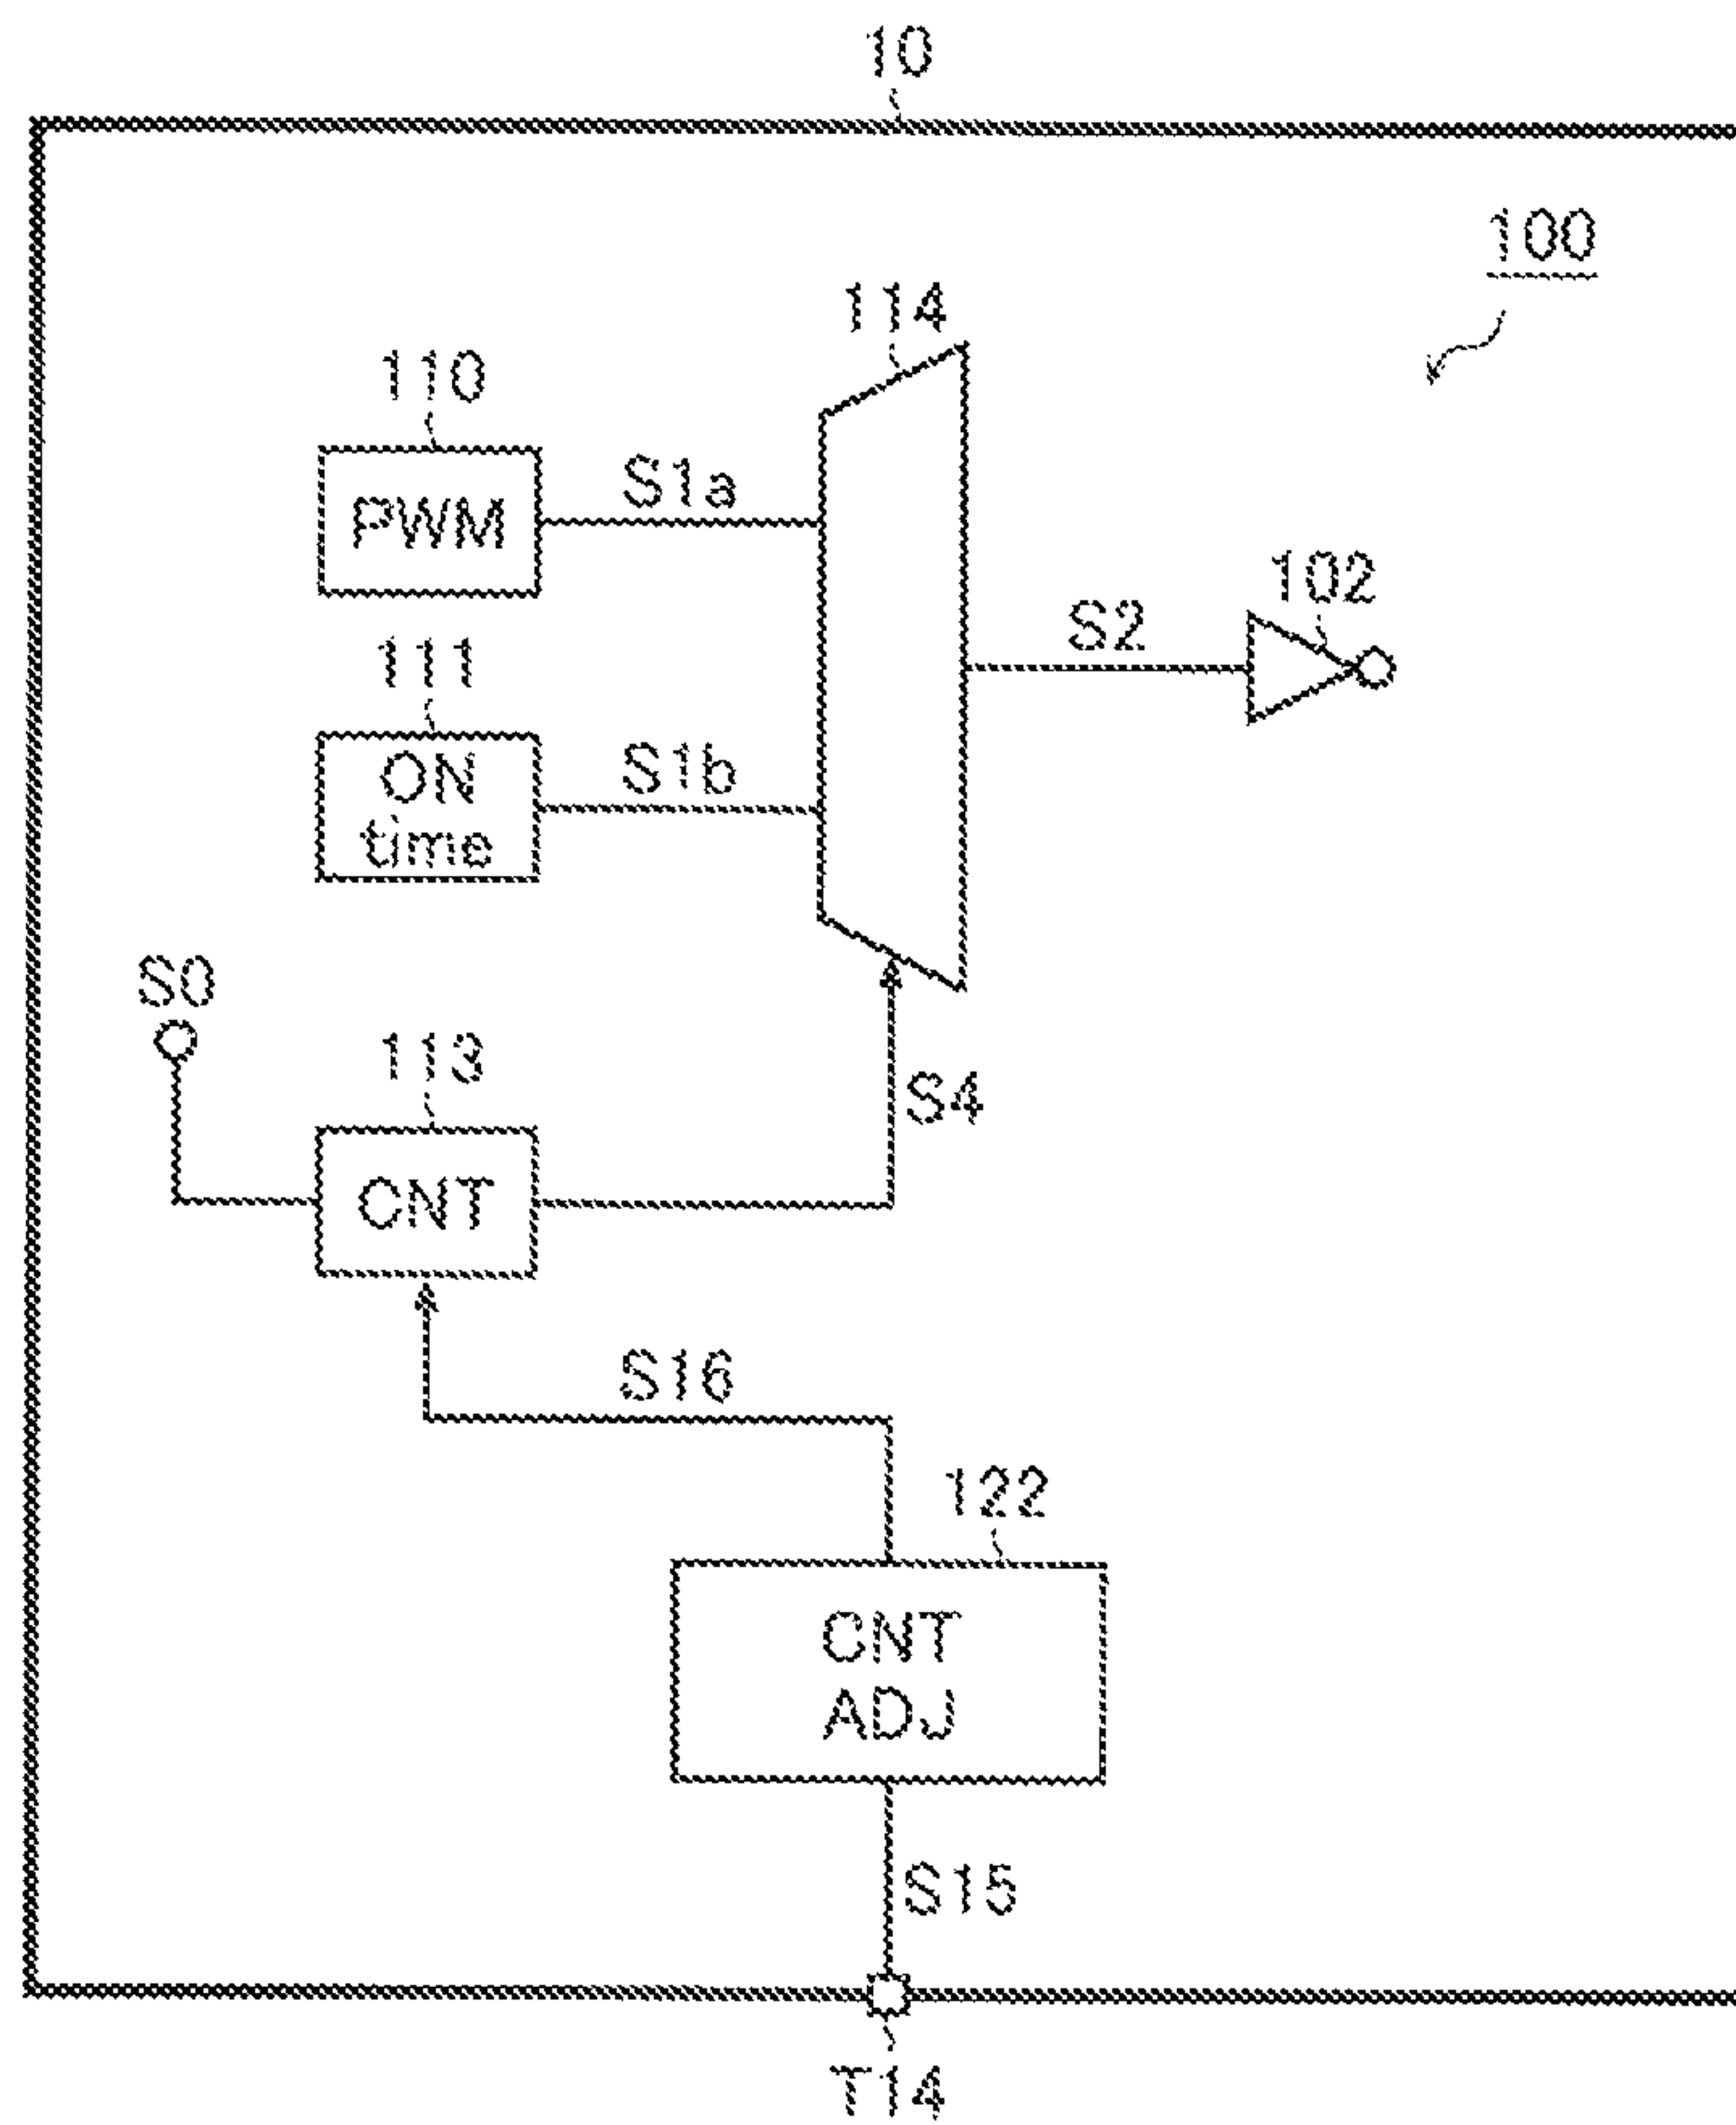 10
100
114
110
PWM
S1a
102
S2
111
ON
time
S1b
S0
113
CNT
S4
S16
122
CNT
ADJ
S15
T14